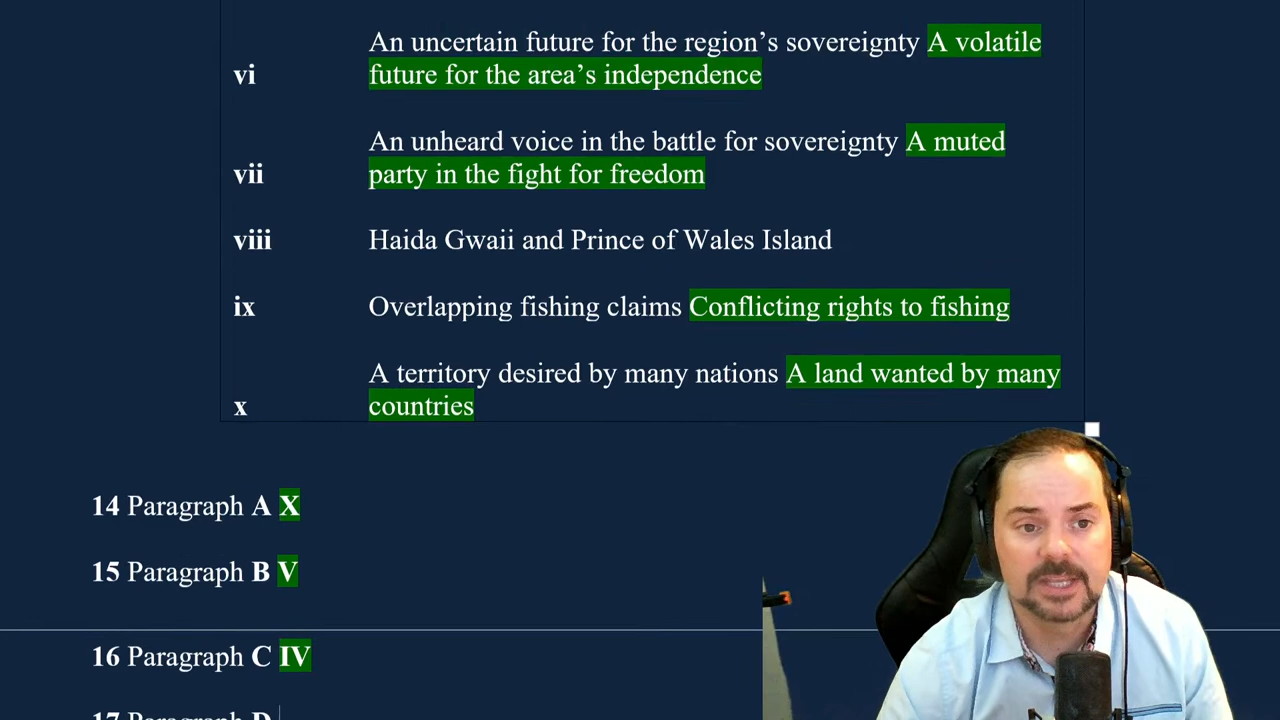 An uncertain future for the region’s sovereignty A volatile
vi future for the area’s independence
An unheard voice in the battle for sovereignty A muted
vii party in the fight for freedom
viii Haida Gwaii and Prince of Wales Island
ix Overlapping fishing claims Conflicting rights to fishing
A territory desired by many nations A land wanted by many
x countries
14 Paragraph A X
15 Paragraph B V
16 Paragraph C IV
17 Paragraph D